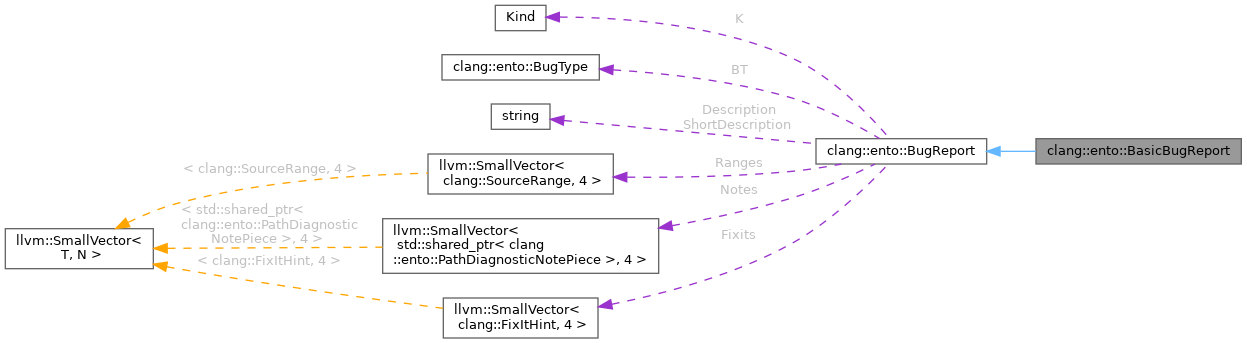 Kind
K
clang::ento::BugType
BT
string
Description
ShortDescription
clang::ento::BugReport
clang::ento::BasicBugReport
llvm::SmallVector<
clang::SourceRange, 4 >
Ranges
< clang::SourceRange, 4 >
Notes
< std::shared_ptr<
clang::ento::PathDiagnostic
NotePiece >, 4 >
llvm::SmallVector<
std::shared_ptr< clang
::ento::PathDiagnosticNotePiece >, 4 >
Fixits
llvm::SmallVector<
T, N >
< clang::FixItHint, 4 >
llvm::SmallVector<
clang::FixItHint, 4 >